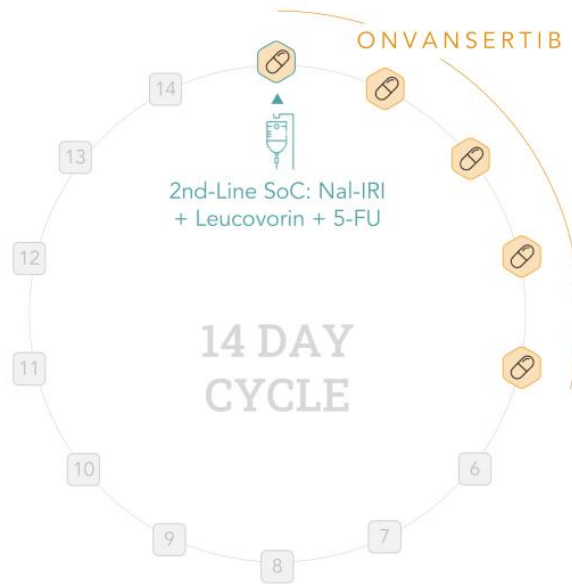 ONVANSERTIB
14
13
2nd-Line SoC: Nal-IRI
+ Leucovorin + 5-FU
12
14 DAY
CYCLE
11
10
6
9
7
8